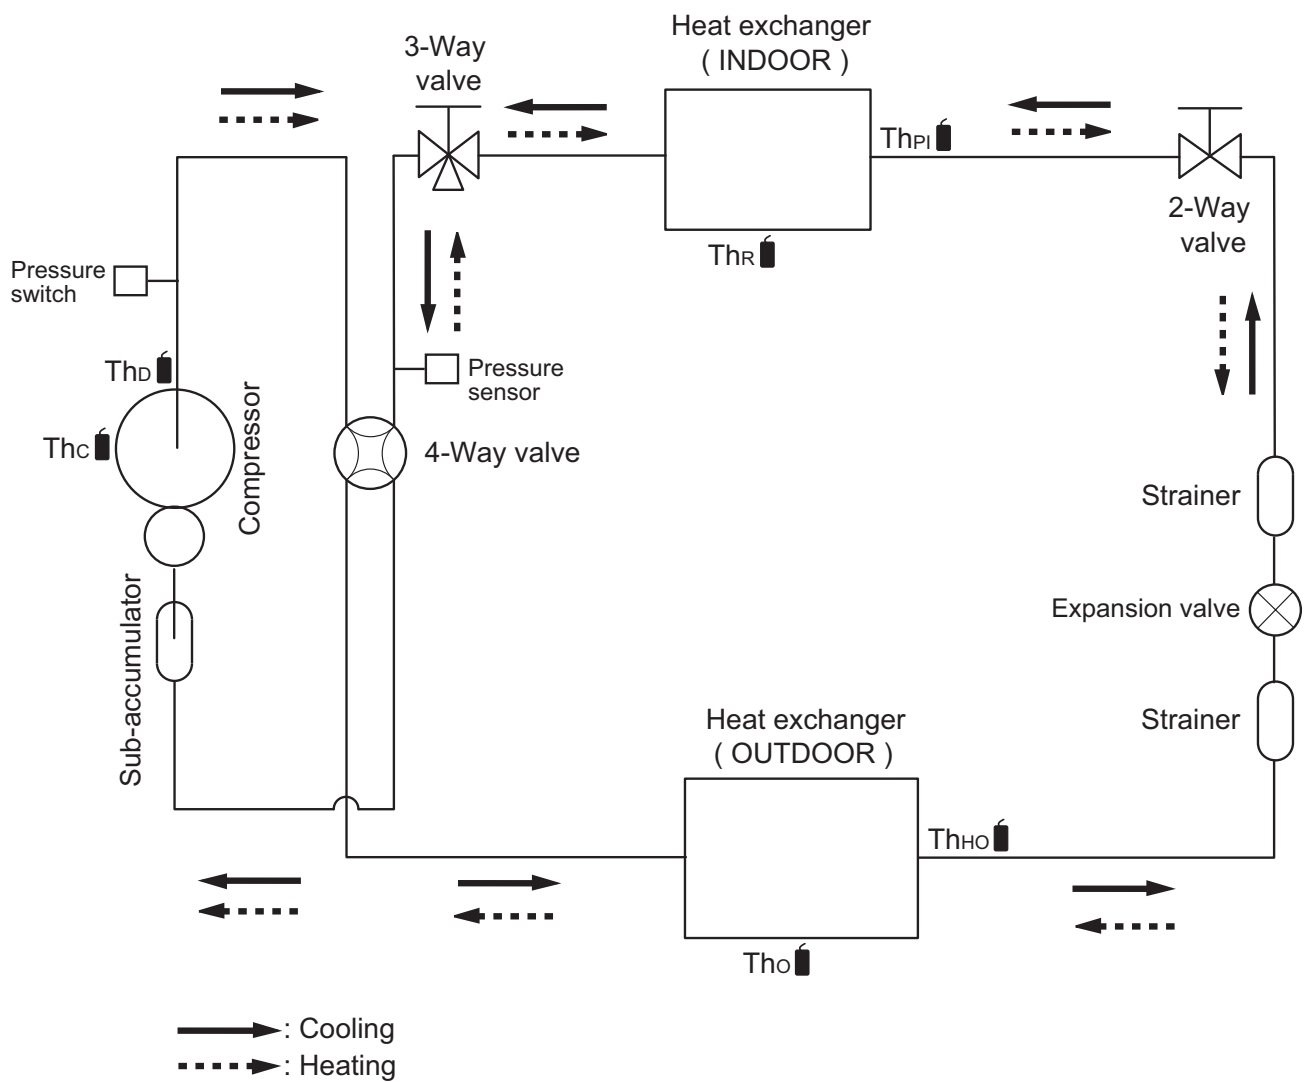 Heat exchanger
( INDOOR )
3-Way
valve
ThPI
2-Way
valve
ThR
Pressure
switch
ThD
Pressure
sensor
ThC
Compressor
4-Way valve
Strainer
Expansion valve
Sub-accumulator
Strainer
Heat exchanger
( OUTDOOR )
ThHO
ThO
: Cooling
: Heating